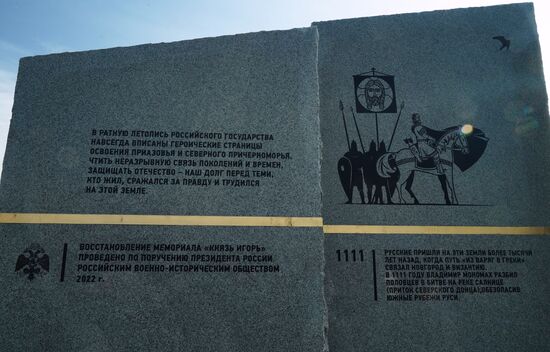 В РАТНУЮ ЛЕТОПИСЬ РОССИЙСКОГО ГОСУДАРСТВА
НАВСЕГДА ВПИСАНЫ ГЕРОИЧЕСКИЕ СТРАНИЦЫ
ОСВОЕНИЯ ПРИАЗОВЬЯ И СЕВЕРНОГО ПРИЧЕРНОМОРЬЯ.
ЧТИТЬ НЕРАЗРЫВНУЮ СВЯЗЬ ПОКОЛЕНИЙ И ВРЕМЕН,
ЗАЩИЩАТЬ ОТЕЧЕСТВО – НАШ ДОЛГ ПЕРЕД ТЕМИ,
КТО ЖИЛ, СРАЖАЛСЯ ЗА ПРАВДУ И ТРУДИЛСЯ
НА ЭТОЙ ЗЕМЛЕ.
ВОССТАНОВЛЕНИЕ МЕМОРИАЛА «КНЯЗЬ ИГОРЬ»
ПРОВЕДЕНО ПО ПОРУЧЕНИЮ ПРЕЗИДЕНТА РОССИИ
РОССИЙСКИМ ВОЕННО-ИСТОРИЧЕСКИМ ОБЩЕСТВОМ
2022 г.
1111
РУССКИЕ ПРИШЛИ НА ЭТИ ЗЕМЛИ БОЛЕЕ ТЫСЯЧИ
ЛЕТ НАЗАД, КОГДА ПУТЬ «ИЗ ВАРЯГ В ГРЕКИ»
СВЯЗАЛ НОВГОРОД И ВИЗАНТИЮ.
В 1111 ГОДУ ВЛАДИМИР МОНОМАХ РАЗБИЛ
ПОЛОВЦЕВ В БИТВЕ НА РЕКЕ САЛНИЦЕ
(ПРИТОК СЕВЕРСКОГО ДОНЦА),ОБЕЗОПАСИВ
ЮЖНЫЕ РУБЕЖИ РУСИ.